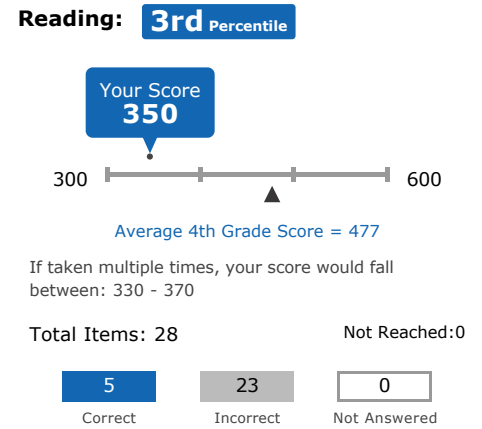 Reading: 3rd Percentile
Your Score
350
300 600
Average 4th Grade Score = 477
If taken multiple times, your score would fall
between: 330 - 370
Total Items: 28 Not Reached:0
5 23 0
Correct Incorrect Not Answered